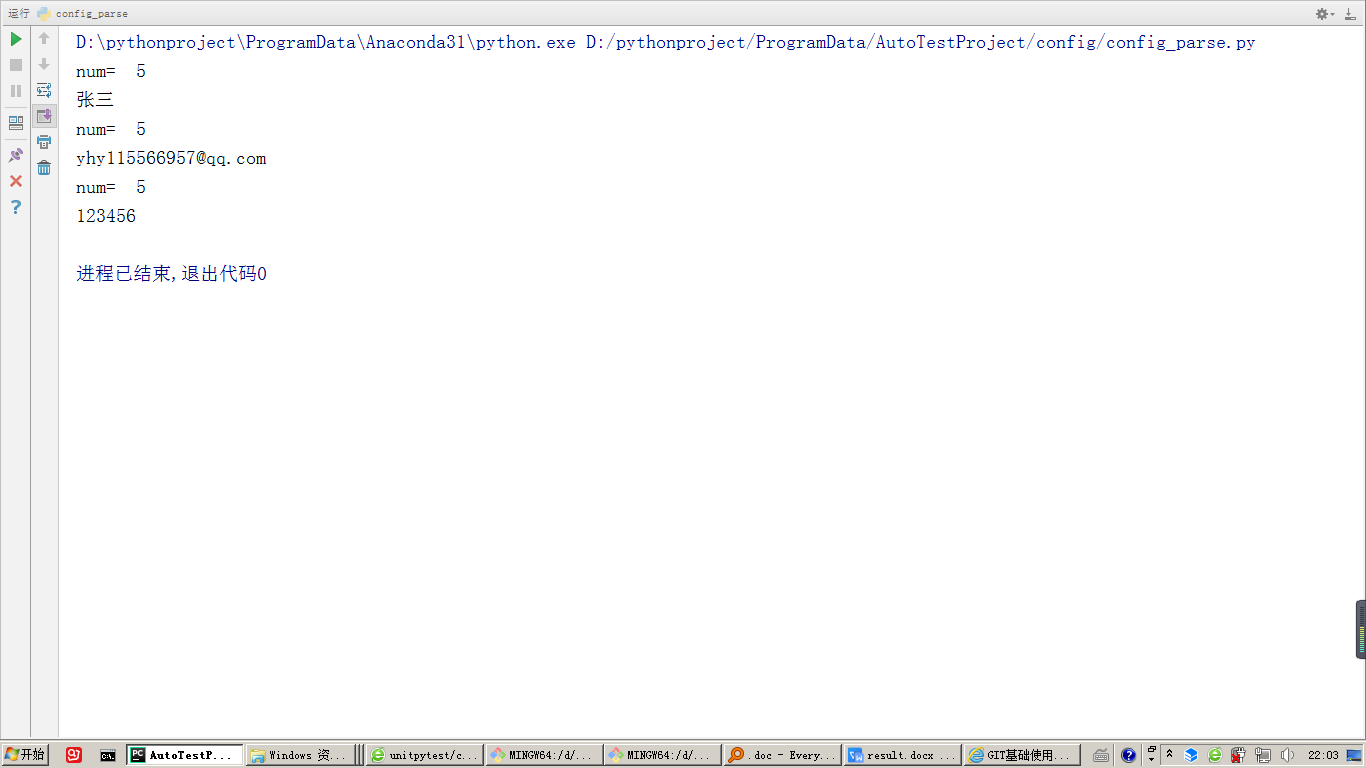 运行 config_parse
D:\pythonproject\ProgramData\Anaconda31\python.exe D:/pythonproject/ProgramData/AutoTestProject/config/config_parse.py
num=  5
张三
num=  5
yhy115566957@qq.com
num=  5
123456
进程已结束,退出代码0
开始 AutoTestP... Windows 资... unitpytest/c... MINGW64:/d/... MINGW64:/d/... .doc - Every... result.docx ... GIT基础使用... 22:03